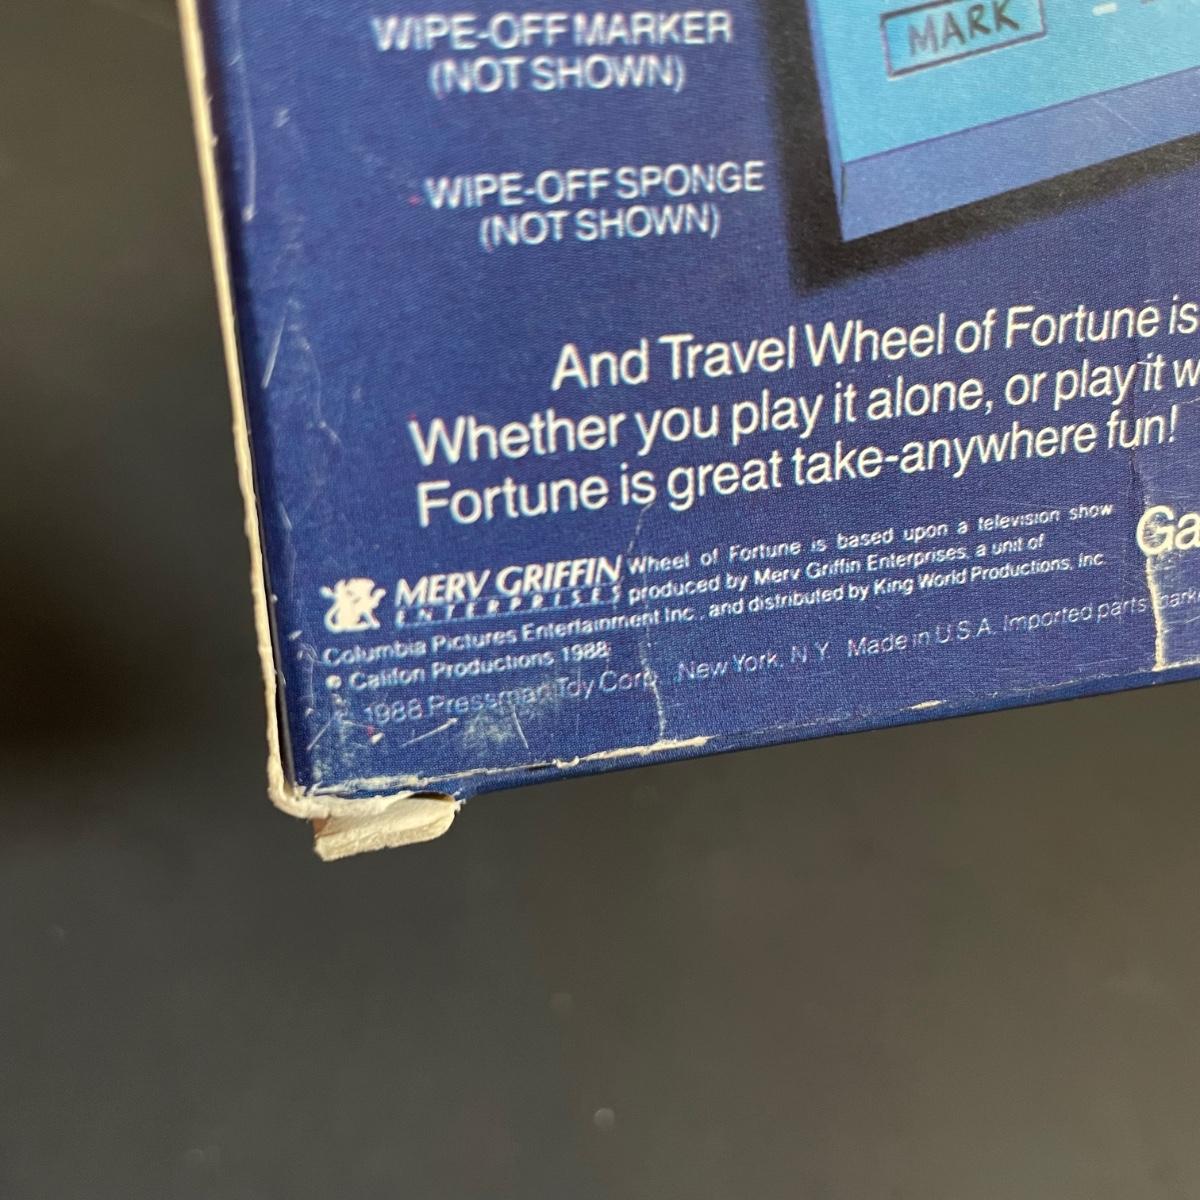 WIPE-OFF MARKER
(NOT SHOWN)
MARK
WIPE-OFF SPONGE
(NOT SHOWN)
And Travel Wheel of Fortune is
Whether you play it alone, or play it w
Fortune is great take-anywhere fun!
Ga
MERV GRIFFIN
ENTERPRISES
Wheel of Fortune is based upon a television show
produced by Merv Griffin Enterprises, a unit of
Columbia Pictures Entertainment Inc., and distributed by King World Productions, Inc.
© Califon Productions 1988
© 1988 Pressman Toy Corp., New York, N.Y. Made in U.S.A. Imported parts mark